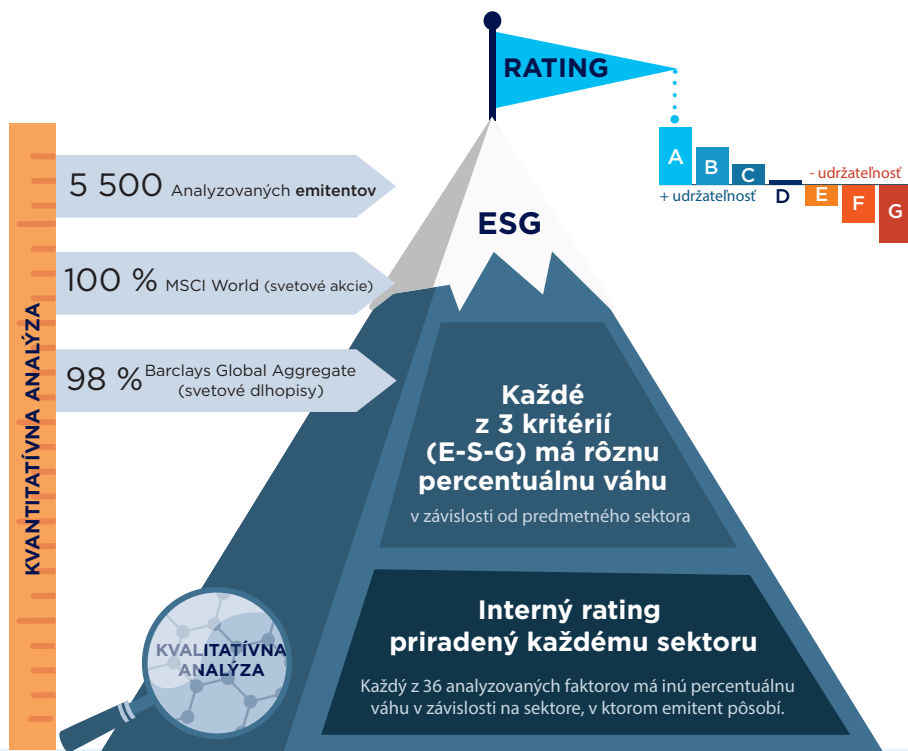 RATING
A
B
C
D
E
F
G
- udržateľnosť
+ udržateľnosť
5 500 Analyzovaných emitentov
100 % MSCI World (svetové akcie)
98 % Barclays Global Aggregate
(svetové dlhopisy)
KVANTITATÍVNA ANALÝZA
ESG
Každé
z 3 kritérií
(E-S-G) má rôznu
percentuálnu váhu
v závislosti od predmetného sektora
Interný rating
priradený každému sektoru
Každý z 36 analyzovaných faktorov má inú percentuálnu
váhu v závislosti na sektore, v ktorom emitent pôsobí.
KVALITATÍVNA
ANALÝZA